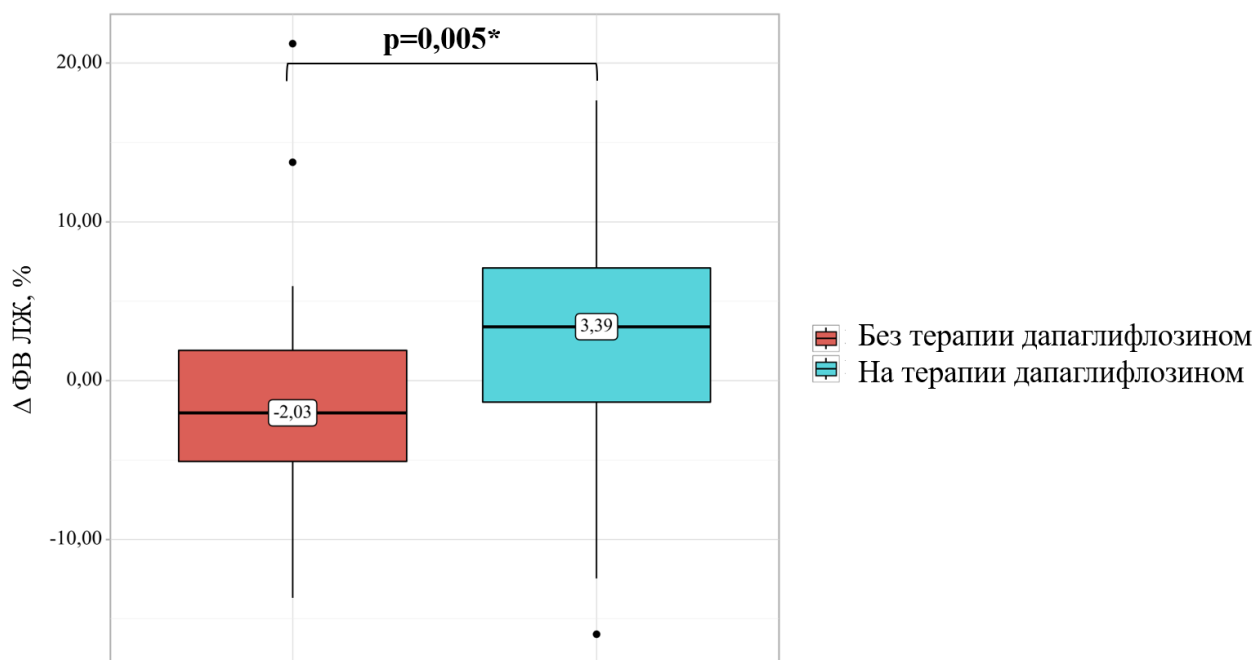 p=0,005*
20,00
10,00
3,39
Без терапии дапаглифлозином
На терапии дапаглифлозином
0,00
-2,03
-10,00
Δ ФВ ЛЖ, %